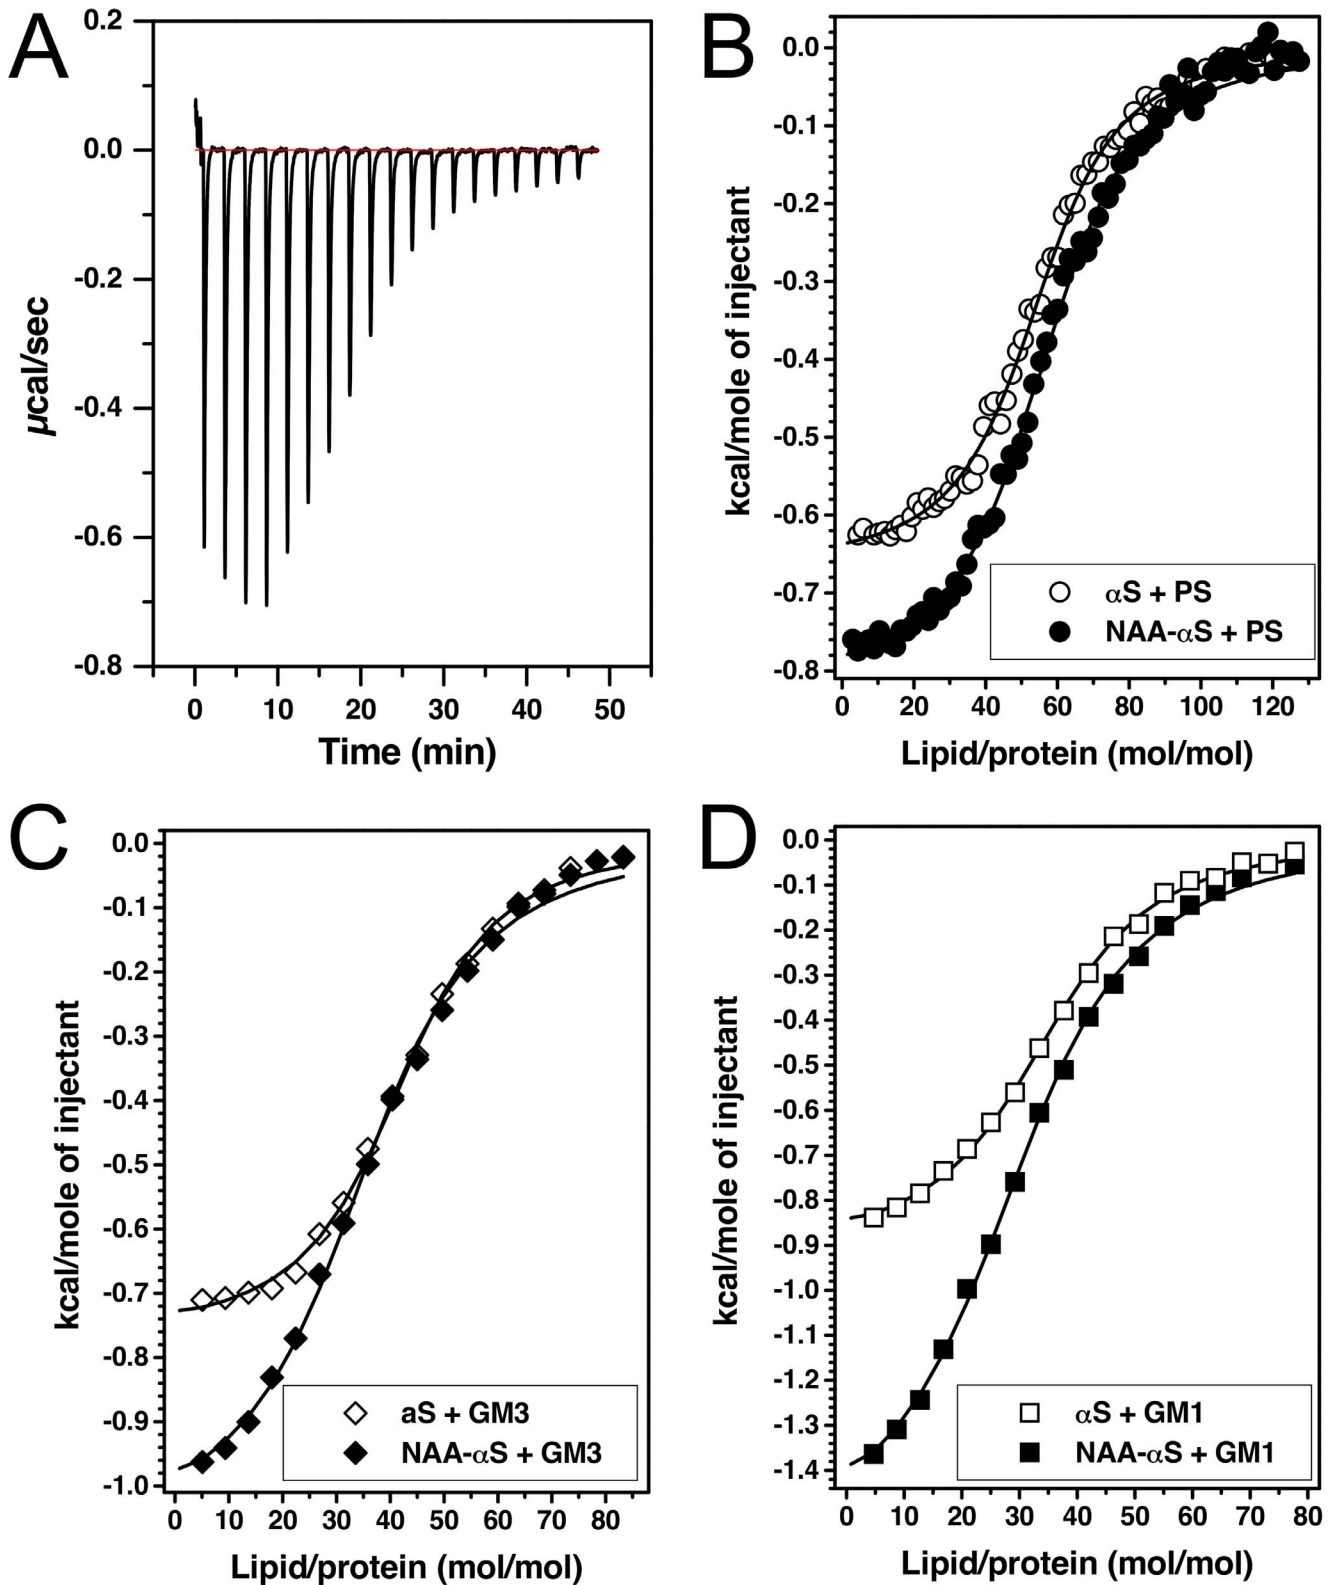 A
0.2
0.0
-0.2
-0.4
-0.6
-0.8
µcal/sec
0 10 20 30 40 50
Time (min)
B
0.0
-0.1
-0.2
-0.3
-0.4
-0.5
-0.6
-0.7
-0.8
kcal/mole of injectant
αS + PS
NAA-αS + PS
0 20 40 60 80 100 120
Lipid/protein (mol/mol)
C
0.0
-0.1
-0.2
-0.3
-0.4
-0.5
-0.6
-0.7
-0.8
-0.9
-1.0
kcal/mole of injectant
aS + GM3
NAA-αS + GM3
0 10 20 30 40 50 60 70 80
Lipid/protein (mol/mol)
D
0.0
-0.1
-0.2
-0.3
-0.4
-0.5
-0.6
-0.7
-0.8
-0.9
-1.0
-1.1
-1.2
-1.3
-1.4
kcal/mole of injectant
αS + GM1
NAA-αS + GM1
0 10 20 30 40 50 60 70 80
Lipid/protein (mol/mol)